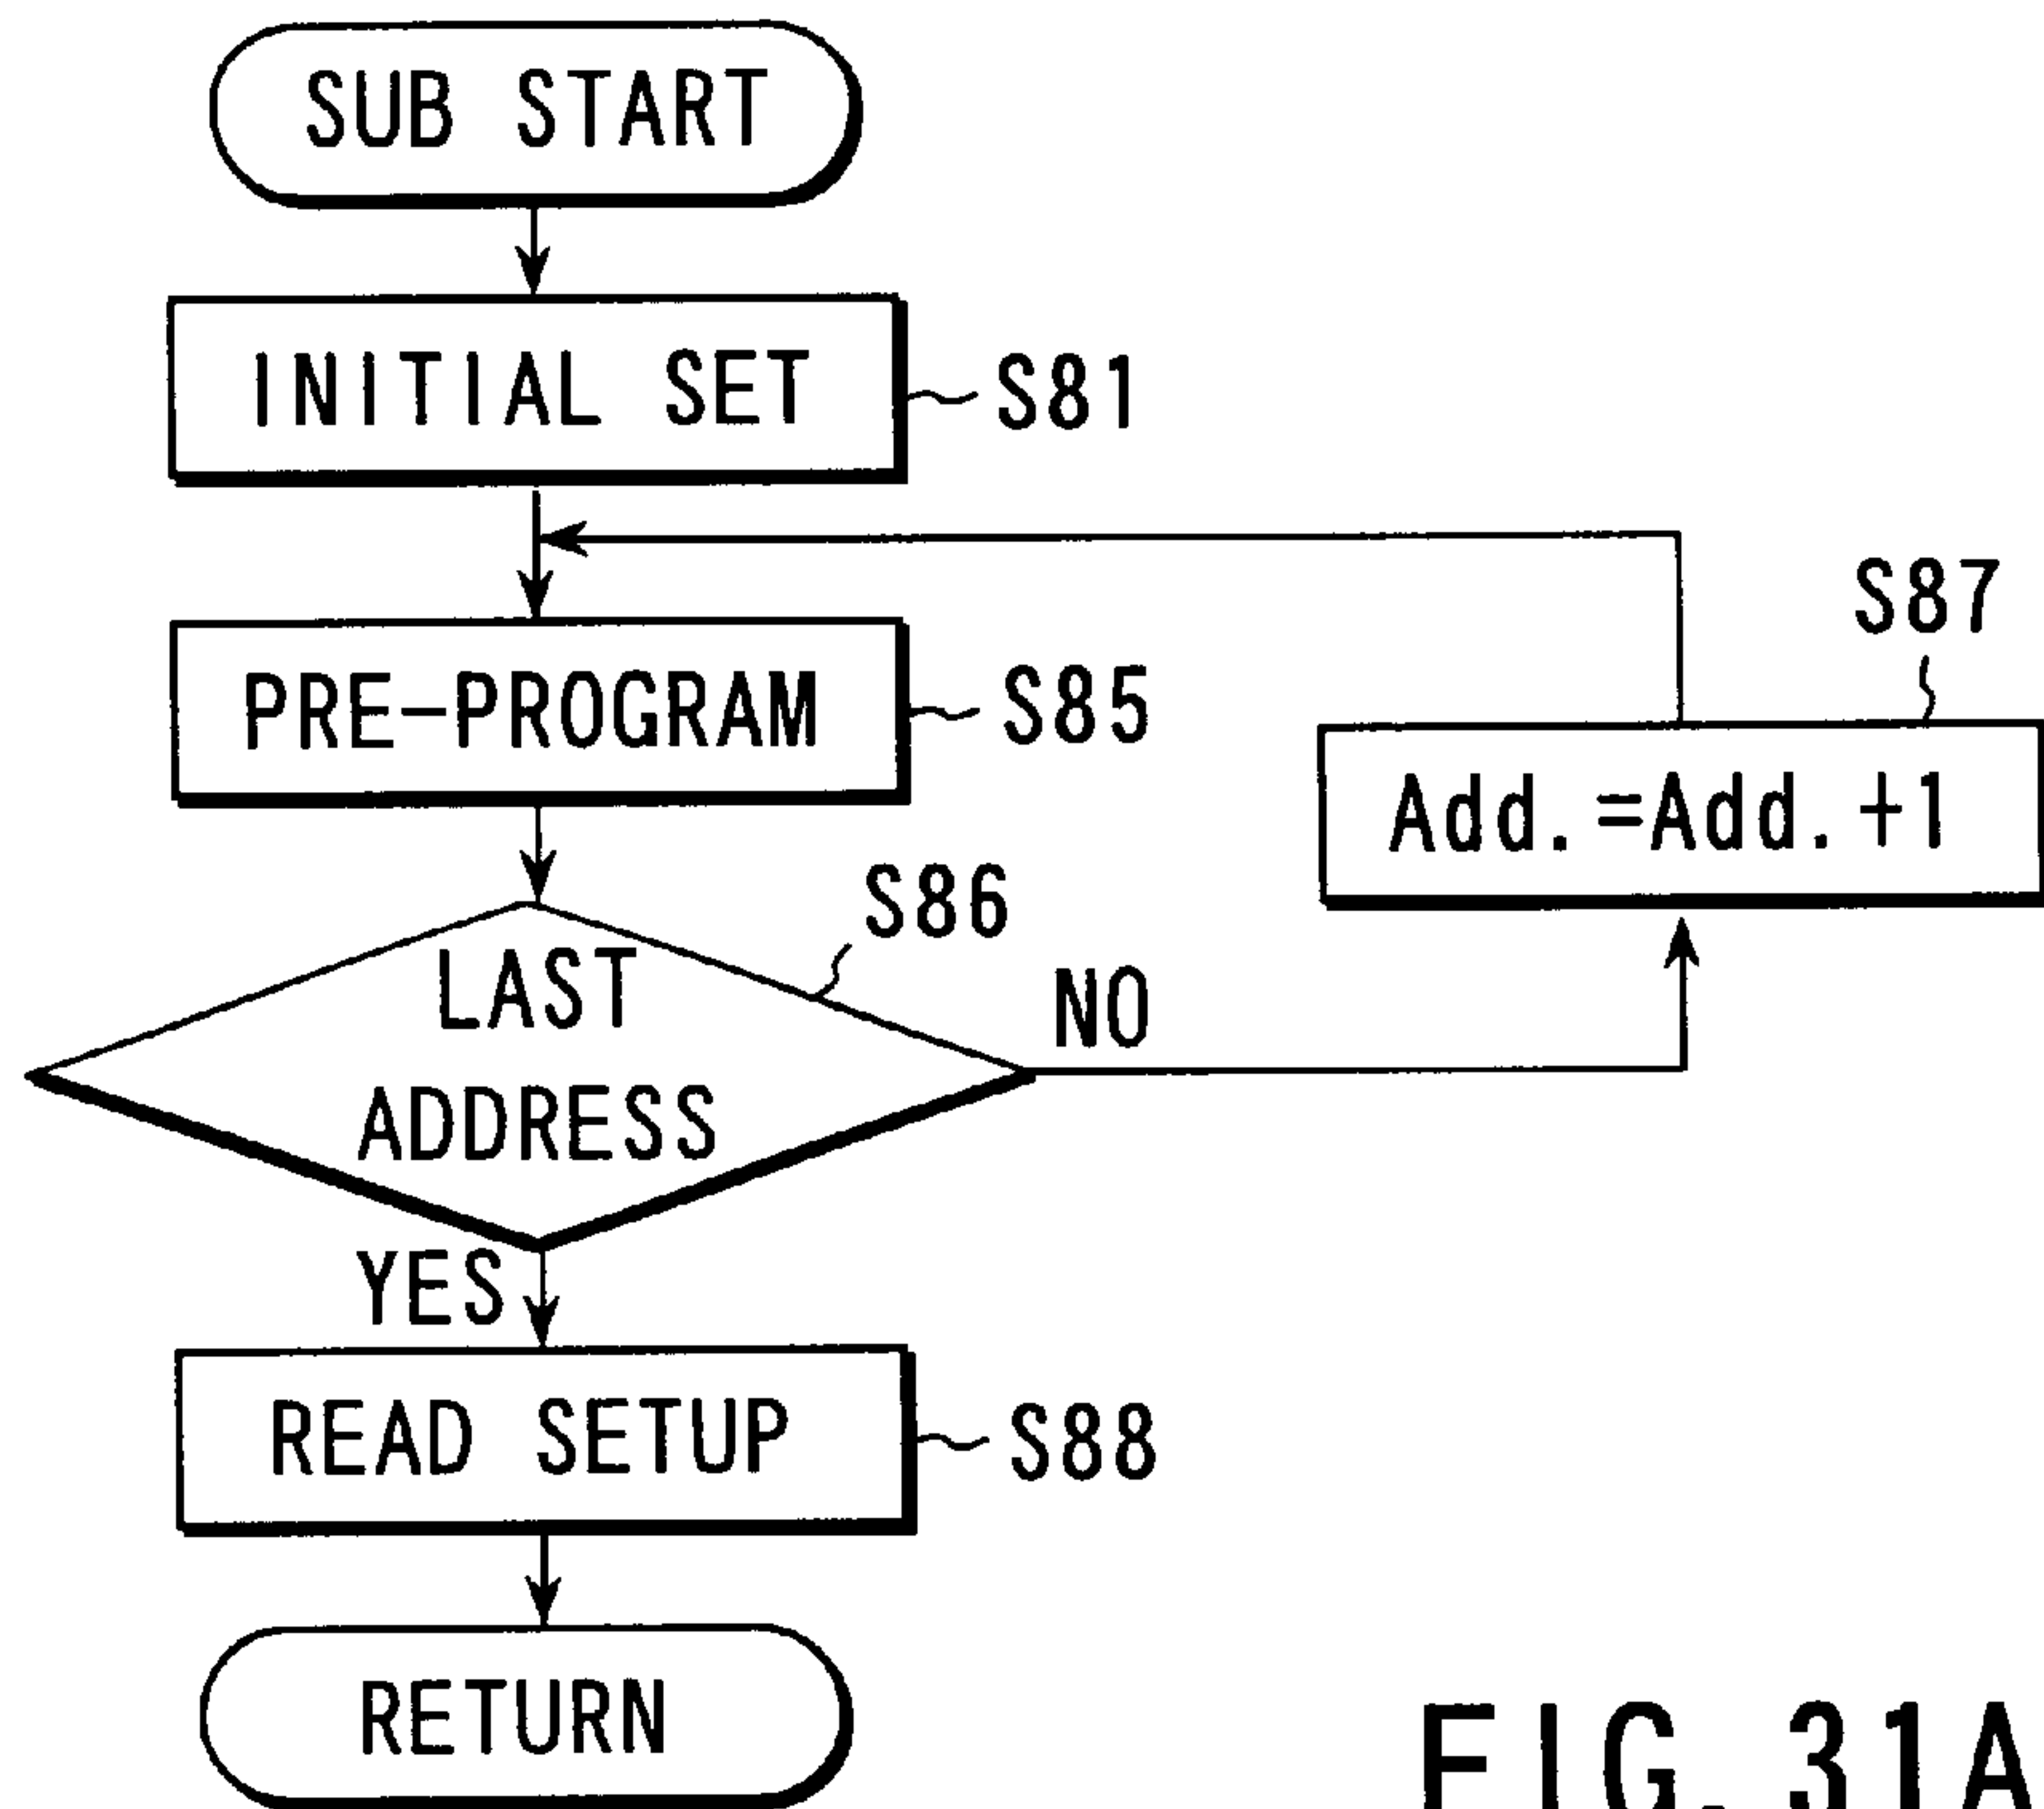 SUB START
INITIAL SET
S81
PRE-PROGRAM
S85
S87
Add.=Add.+1
S86
LAST
ADDRESS
NO
YES
READ SETUP
S88
RETURN
FIG. 31A